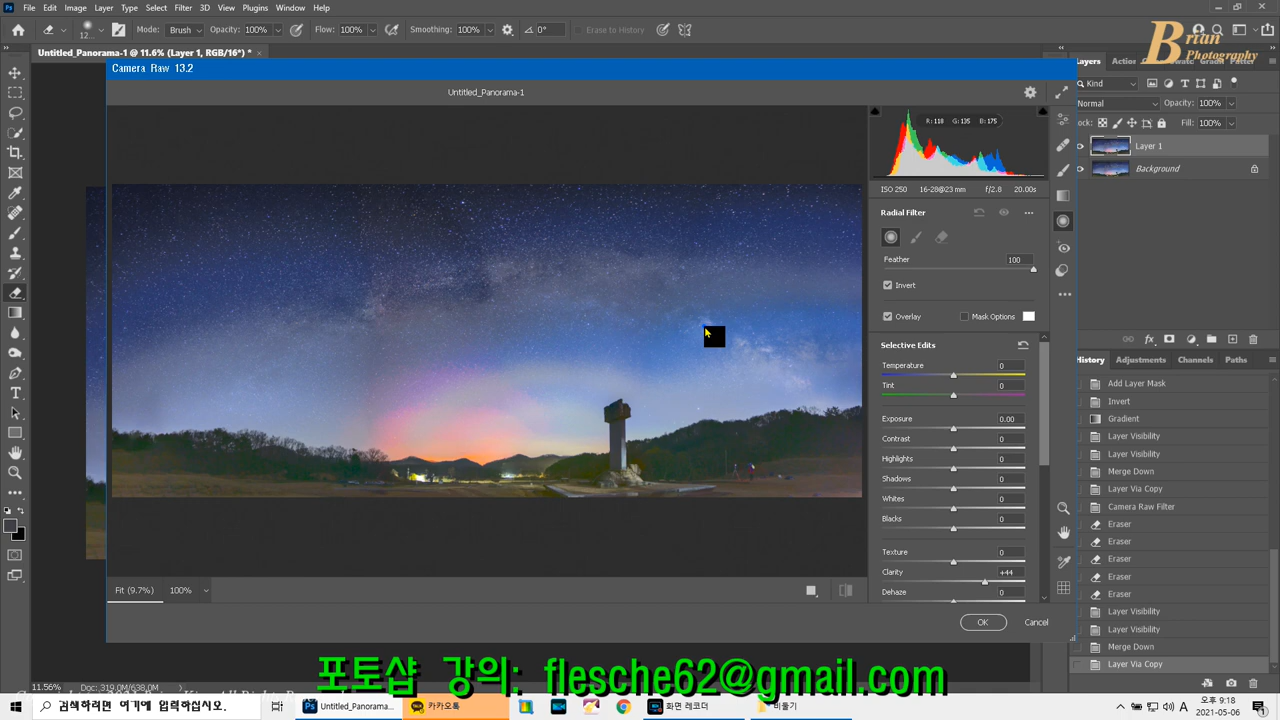 File Edit Image Layer Type Select Filter 3D View Plugins Window Help
Mode: Brush Opacity: 100% Flow: 100% Smoothing: 100% 0° Erase to History
Brian
Photography
Untitled_Panorama-1 @ 11.6% (Layer 1, RGB/16*) * ×
Camera Raw 13.2
Untitled_Panorama-1
R: 118 G: 135 B: 175
ISO 250 16-28@23 mm f/2.8 20.00s
Radial Filter
Feather 100
Invert
Overlay Mask Options
Selective Edits
Temperature 0
Tint 0
Exposure 0.00
Contrast 0
Highlights 0
Shadows 0
Whites 0
Blacks 0
Texture 0
Clarity +44
Dehaze 0
Fit (9.7%) 100%
OK Cancel
Layers
Kind
Normal Opacity: 100%
Lock: Fill: 100%
Layer 1
Background
History Adjustments Channels Paths
Add Layer Mask
Invert
Gradient
Layer Visibility
Layer Visibility
Merge Down
Layer Via Copy
Camera Raw Filter
Eraser
Eraser
Eraser
Eraser
Eraser
Layer Visibility
Layer Visibility
Merge Down
Layer Via Copy
포토샵 강의: flesche62@gmail.com
11.56% Doc: 319.0M/638.0M
검색하려면 여기에 입력하십시오.
Untitled_Panorama...
카카오톡
화면 레코더
비둘기
A
오후 9:18
2021-05-06